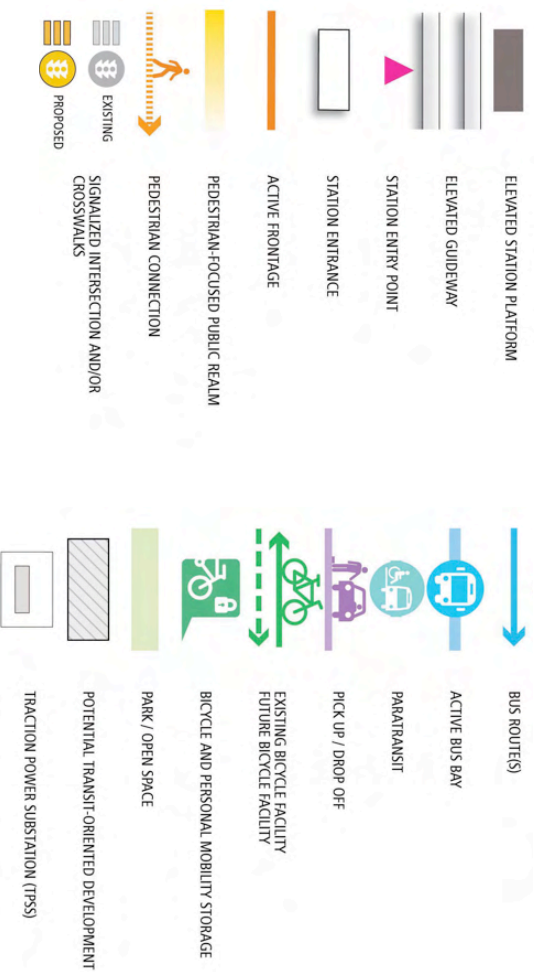 ELEVATED STATION PLATFORM
ELEVATED GUIDEWAY
STATION ENTRY POINT
STATION ENTRANCE
ACTIVE FRONTAGE
PEDESTRIAN-FOCUSED PUBLIC REALM
PEDESTRIAN CONNECTION
EXISTING
PROPOSED
SIGNALIZED INTERSECTION AND/OR
CROSSWALKS
BUS ROUTE(S)
ACTIVE BUS BAY
PARATRANSIT
PICK UP / DROP OFF
EXISTING BICYCLE FACILITY
FUTURE BICYCLE FACILITY
BICYCLE AND PERSONAL MOBILITY STORAGE
PARK / OPEN SPACE
POTENTIAL TRANSIT-ORIENTED DEVELOPMENT
TRACTION POWER SUBSTATION (TPSS)